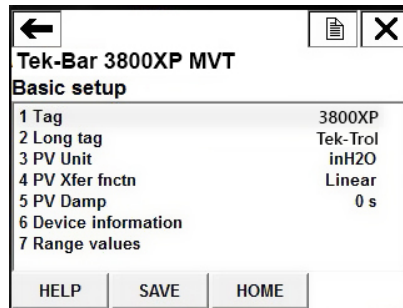 Tek-Bar 3800XP MVT
Basic setup
1 Tag 3800XP
2 Long tag Tek-Trol
3 PV Unit inH2O
4 PV Xfer fnctn Linear
5 PV Damp 0 s
6 Device information
7 Range values
HELP SAVE HOME